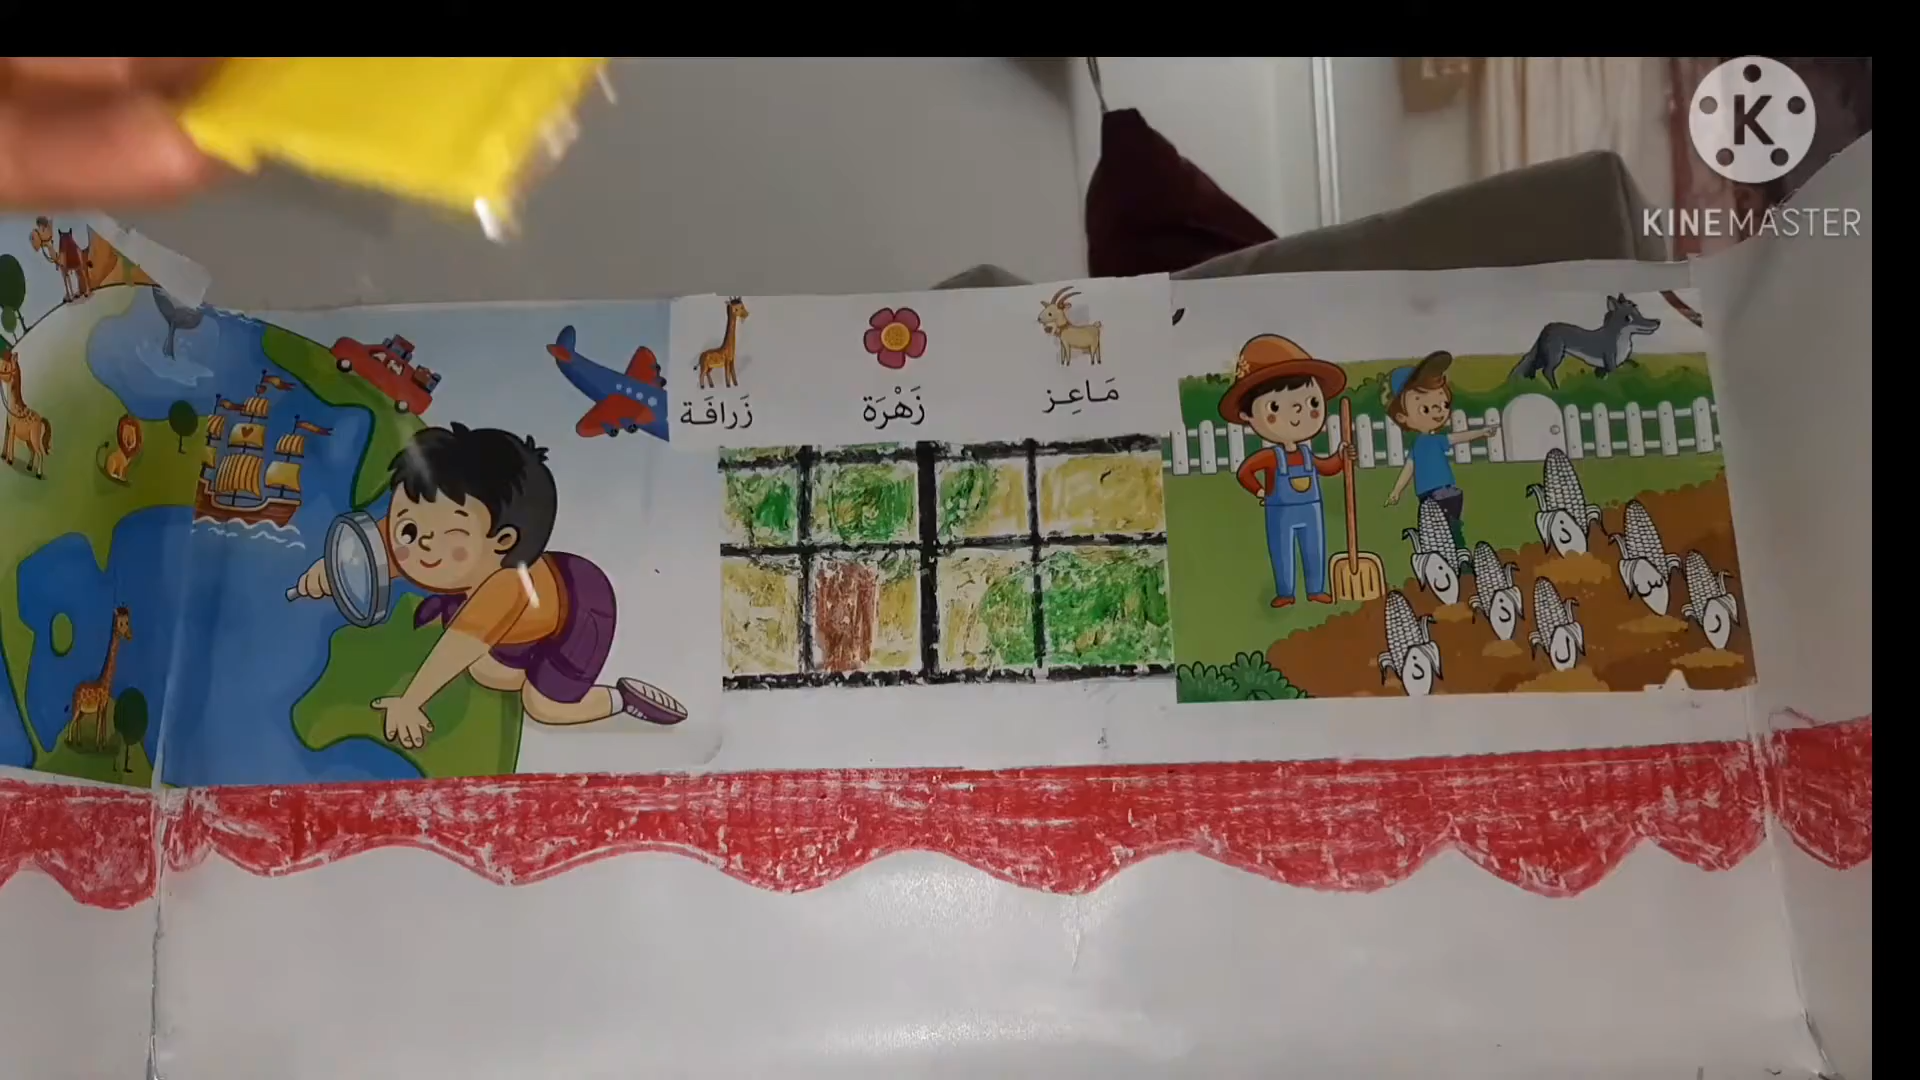 K
KINEMASTER
مَاعِز
زَهْرَة
زَرافَة
ز
س
ر
ز
ل
ز